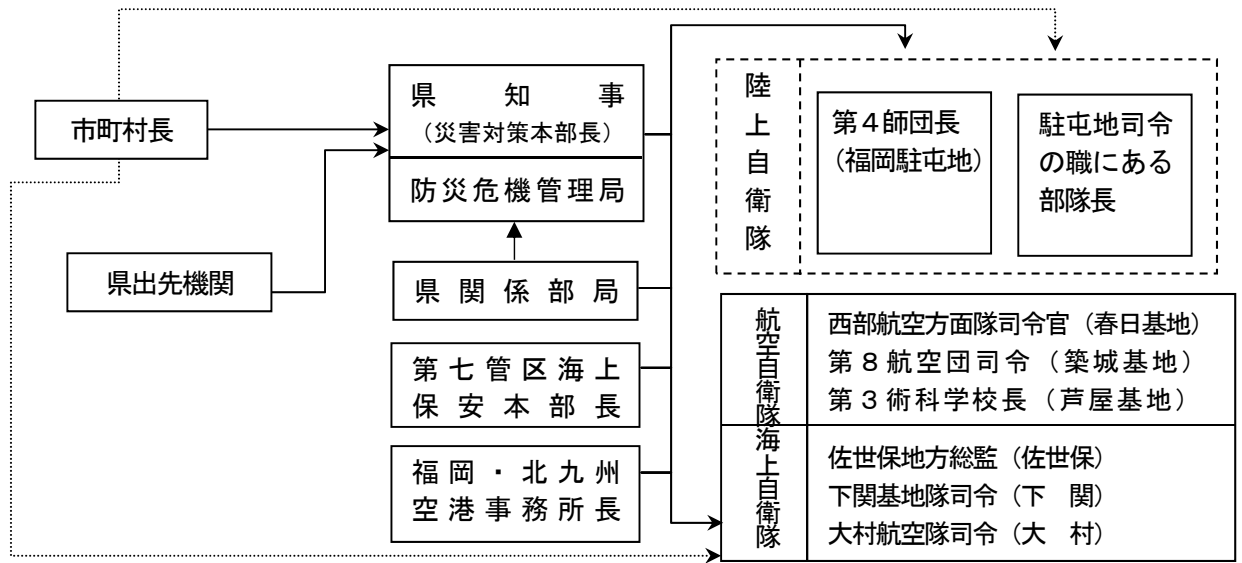 市町村長
県出先機関
県　知　事
（災害対策本部長）
防災危機管理局
県関係部局
第七管区海上
保安本部長
福岡・北九州
空港事務所長
陸上自衛隊
第４師団長
（福岡駐屯地）
駐屯地司令
の職にある
部隊長
航空自衛隊
西部航空方面隊司令官（春日基地）
第８航空団司令（築城基地）
第３術科学校長（芦屋基地）
海上自衛隊
佐世保地方総監（佐世保）
下関基地隊司令（下　関）
大村航空隊司令（大　村）